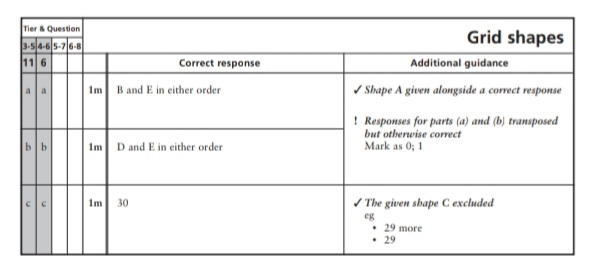 Tier & Question
Grid shapes
3-5 4-6 5-7 6-8
11 6
Correct response
Additional guidance
a a
1m
B and E in either order
✓ Shape A given alongside a correct response
! Responses for parts (a) and (b) transposed
but otherwise correct
Mark as 0; 1
b b
1m
D and E in either order
c c
1m
30
✓ The given shape C excluded
eg
• 29 more
• 29